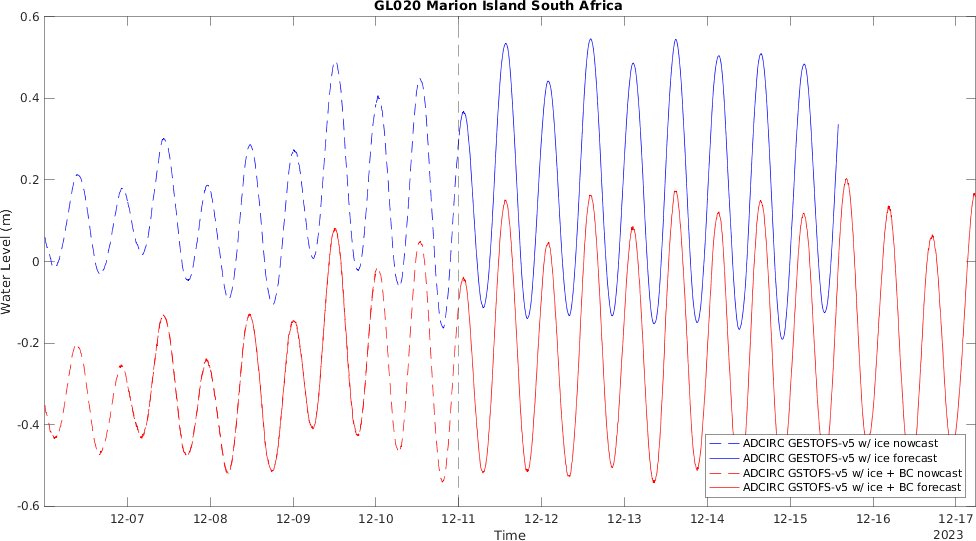 GL020 Marion Island South Africa
0.6
0.4
0.2
0
-0.2
-0.4
-0.6
Water Level (m)
ADCIRC GESTOFS-v5 w/ ice nowcast
ADCIRC GESTOFS-v5 w/ ice forecast
ADCIRC GSTOFS-v5 w/ ice + BC nowcast
ADCIRC GSTOFS-v5 w/ ice + BC forecast
12-07 12-08 12-09 12-10 12-11 12-12 12-13 12-14 12-15 12-16 12-17
Time
2023